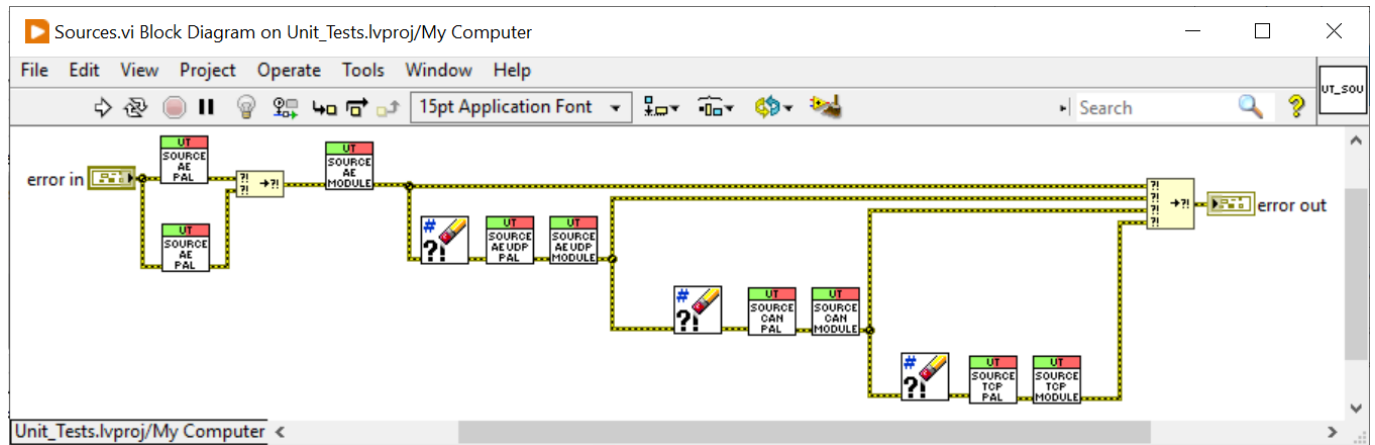 Sources.vi Block Diagram on Unit_Tests.lvproj/My Computer
File Edit View Project Operate Tools Window Help
15pt Application Font
Search
UT_SOU
error in
UT
SOURCE
AE
PAL
UT
SOURCE
AE
PAL
?!
?!
→?!
UT
SOURCE
AE
MODULE
#
?!
UT
SOURCE
AE UDP
PAL
UT
SOURCE
AE UDP
MODULE
#
?!
UT
SOURCE
CAN
PAL
UT
SOURCE
CAN
MODULE
#
?!
UT
SOURCE
TCP
PAL
UT
SOURCE
TCP
MODULE
?!
?!
?!
?!
→?!
error out
Unit_Tests.lvproj/My Computer